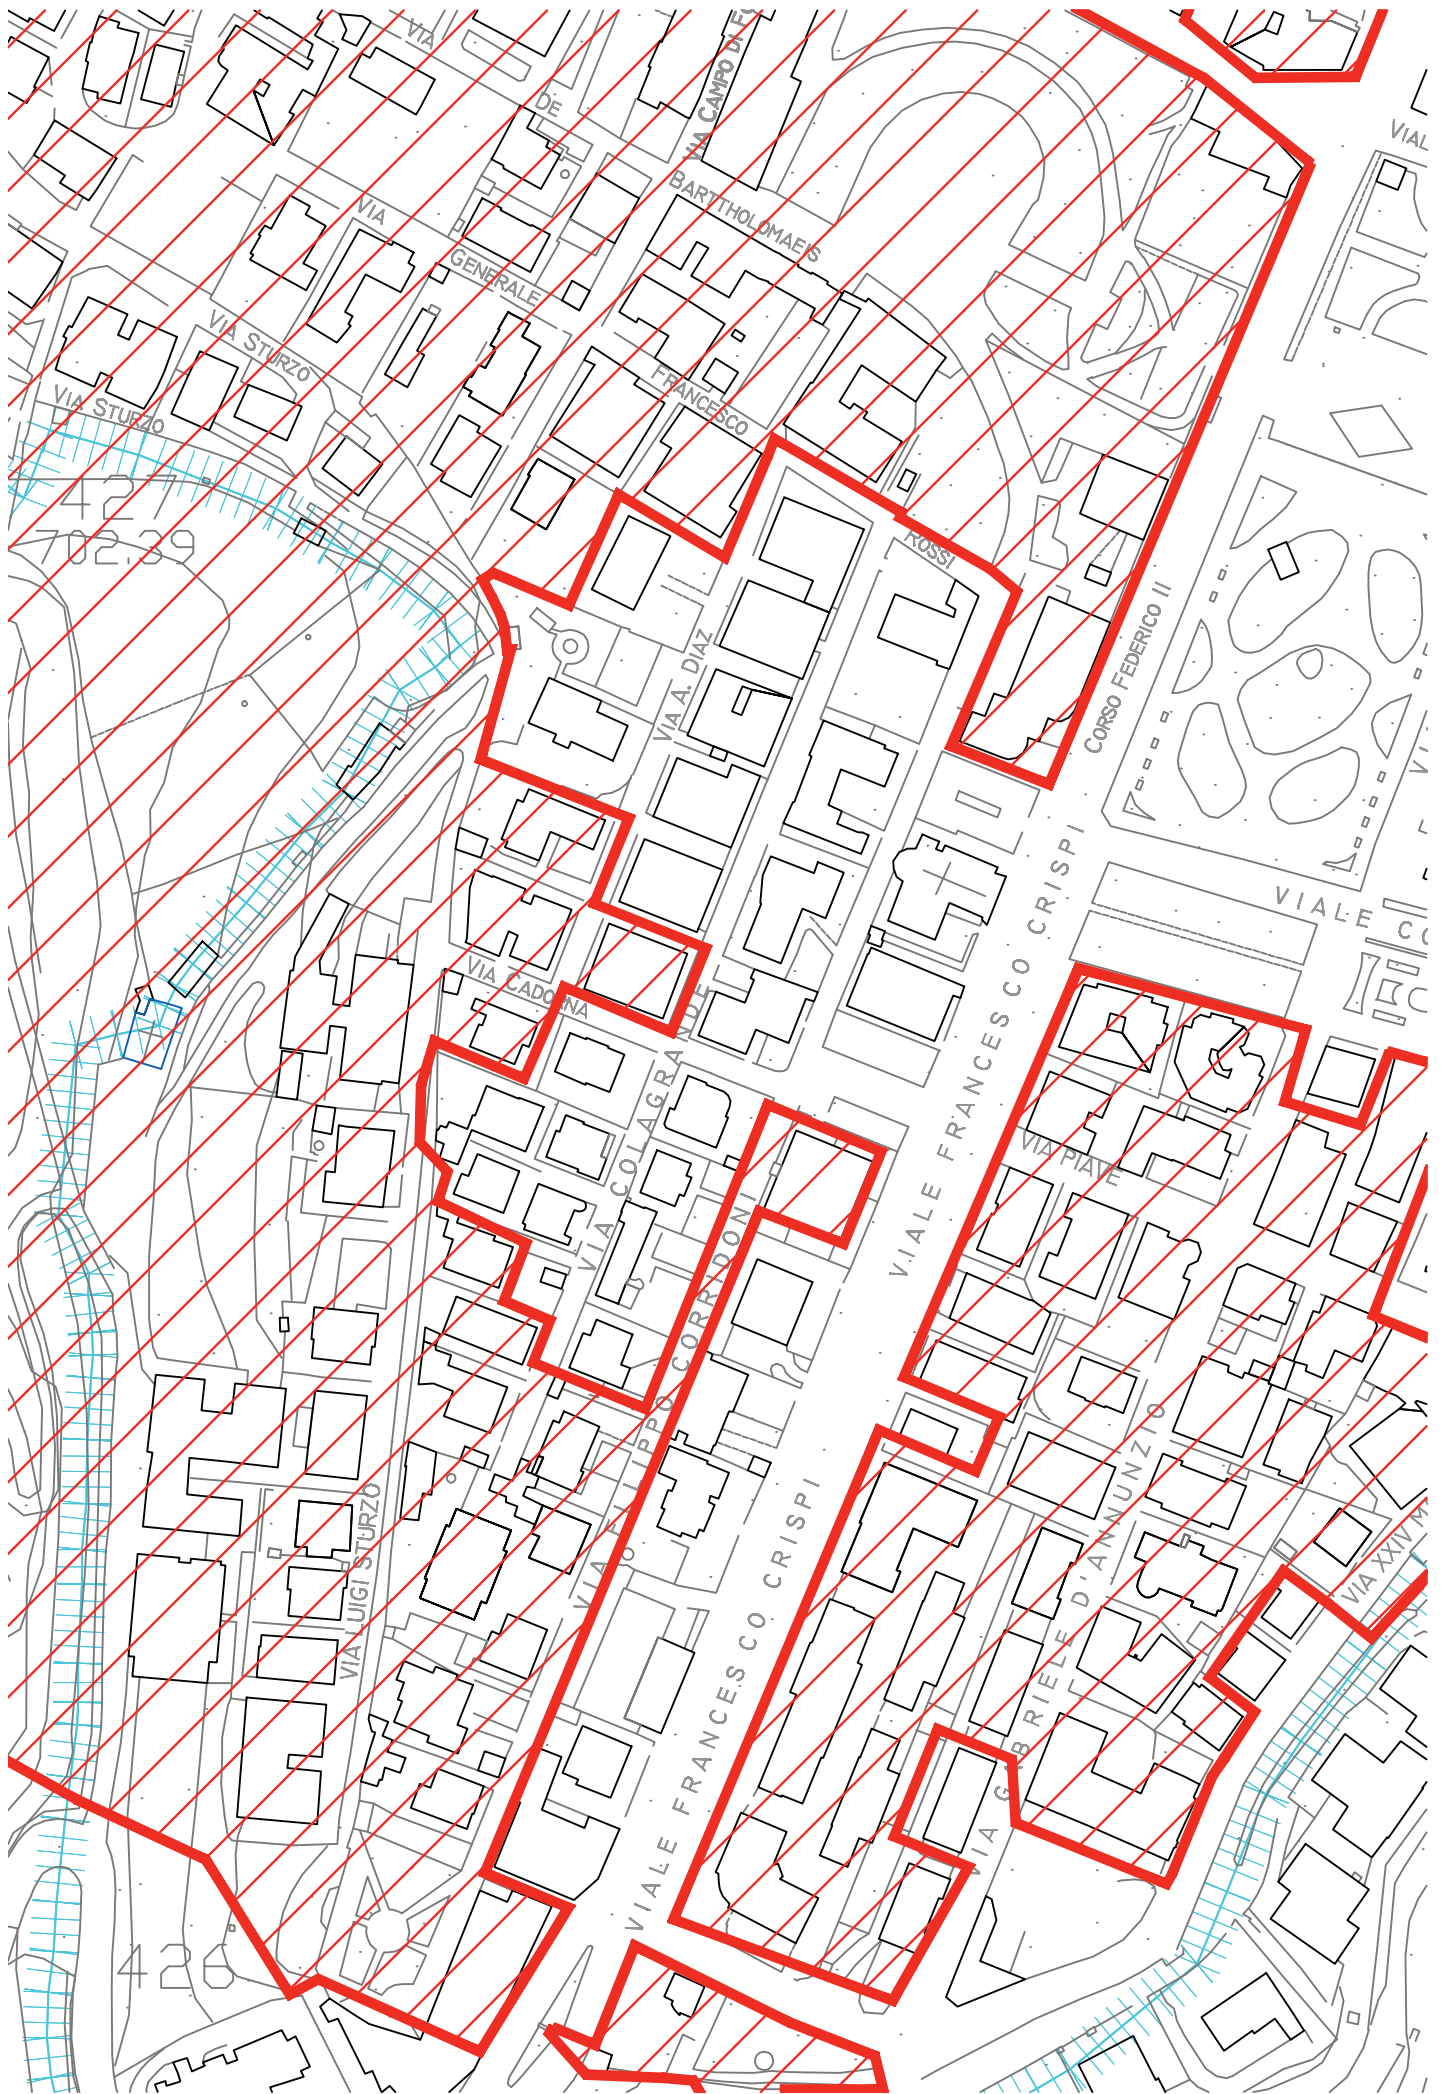 VIA
DE
VIA CAMPO DI
BARTTHOLOMAEIS
VIA
GENERALE
VIA STURZO
FRANCESCO
VIA STURZO
427
702.39
ROSSI
VIA A. DIAZ
CORSO FEDERICO II
VIALE
VIALE FRANCESCO CRISPI
VIA CADORNA
VIA COLAGRANDE
VIA PIAVE
VIA FILIPPO CORRIDONI
VIA LUIGI STURZO
VIA GABRIELE D'ANNUNZIO
VIA XXIV
VIALE FRANCESCO CRISPI
426